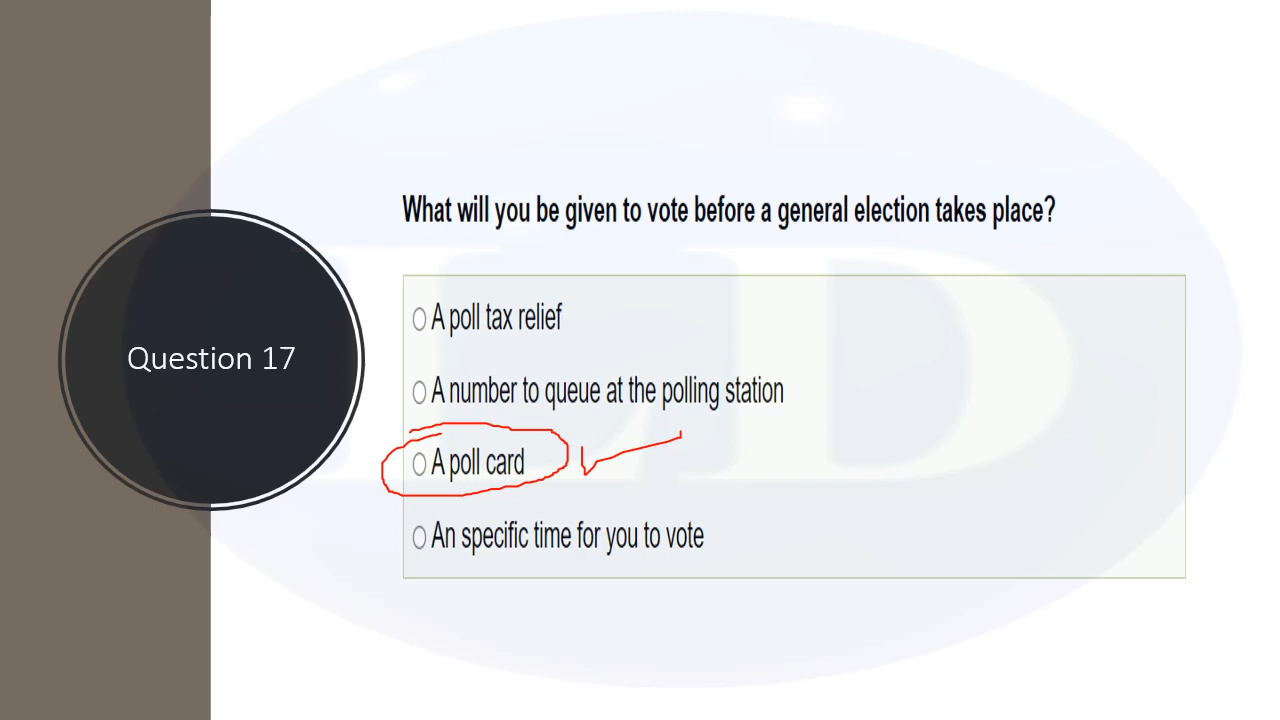 What will you be given to vote before a general election takes place?
A poll tax relief
A number to queue at the polling station
Question 17
A poll card
An specific time for you to vote
LD